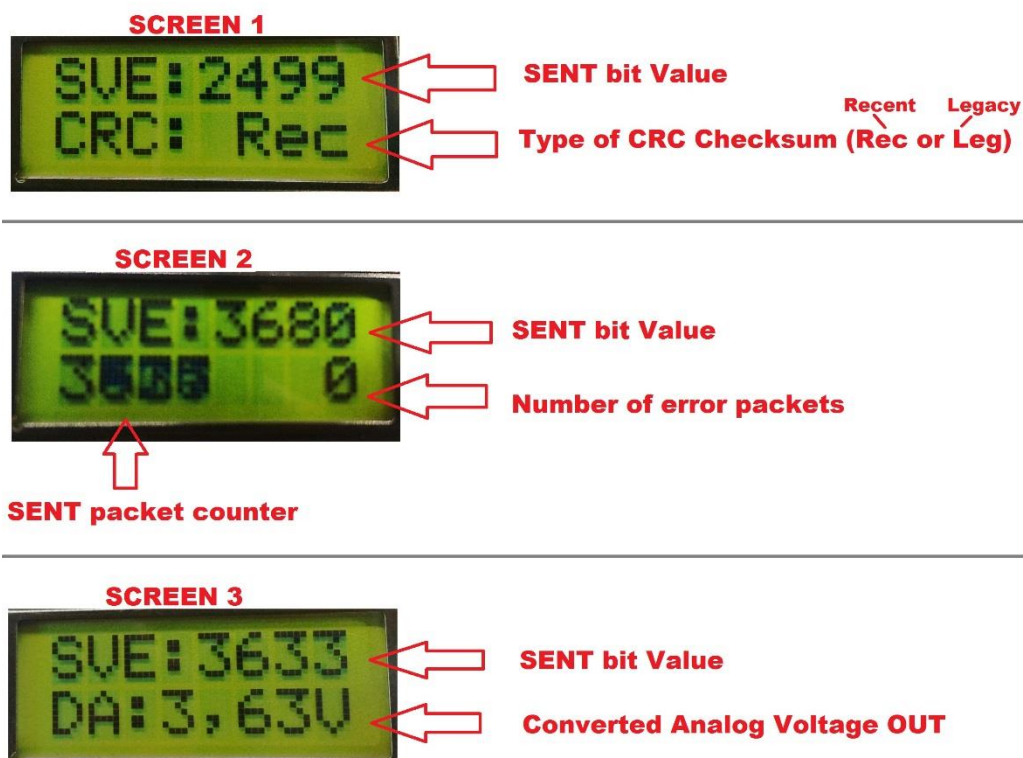 SCREEN 1
SVE:2499
SENT bit Value
Recent Legacy
CRC: Rec
Type of CRC Checksum (Rec or Leg)
SCREEN 2
SVE:3680
SENT bit Value
0
Number of error packets
SENT packet counter
SCREEN 3
SVE:3633
SENT bit Value
DA:3,63V
Converted Analog Voltage OUT